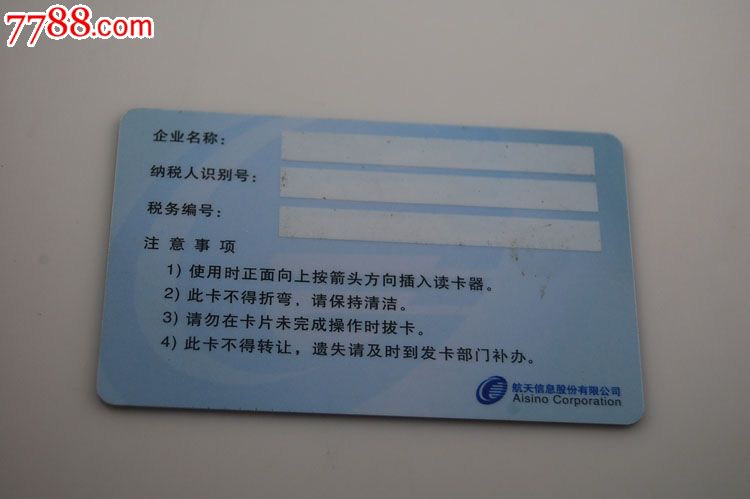 7788.com
企业名称：
纳税人识别号：
税务编号：
注意事项
1）使用时正面向上按箭头方向插入读卡器。
2）此卡不得折弯，请保持清洁。
3）请勿在卡片未完成操作时拔卡。
4）此卡不得转让，遗失请及时到发卡部门补办。
航天信息股份有限公司
Aisino Corporation